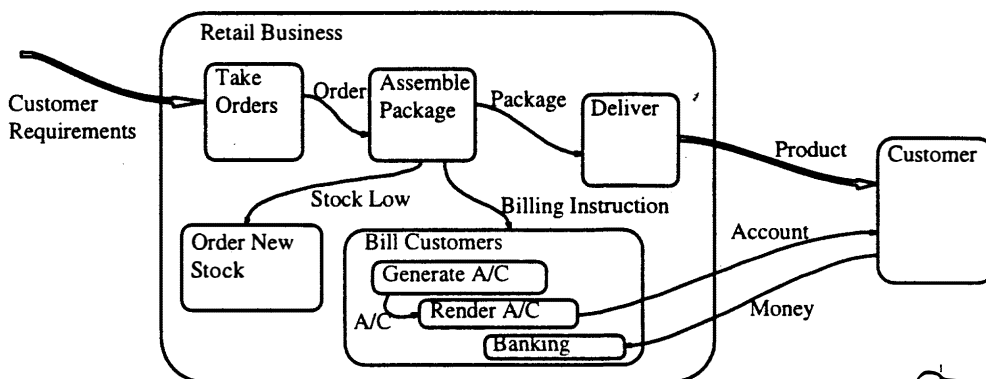 Retail Business
Take
Orders
Order
Assemble
Package
Package
Deliver
Customer
Requirements
Product
Customer
Stock Low
Billing Instruction
Order New
Stock
Bill Customers
Generate A/C
A/C
Render A/C
Banking
Account
Money